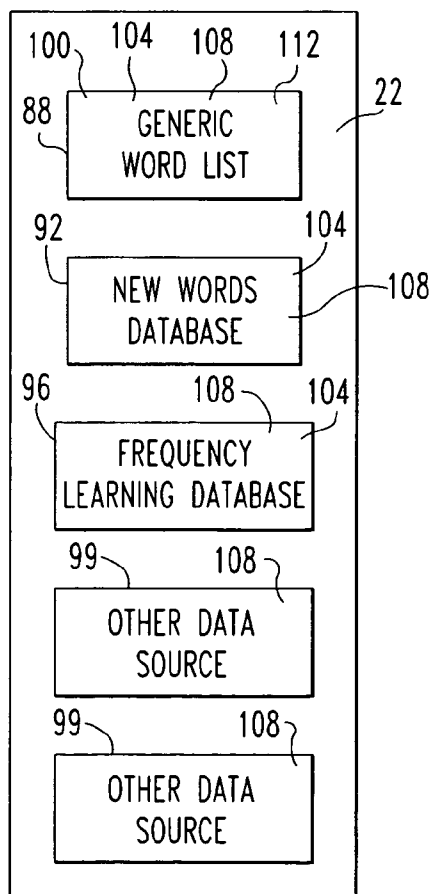 100 104 108 112
22
88
GENERIC
WORD LIST
92
104
NEW WORDS
DATABASE
108
108 104
96
FREQUENCY
LEARNING DATABASE
99 108
OTHER DATA
SOURCE
99 108
OTHER DATA
SOURCE